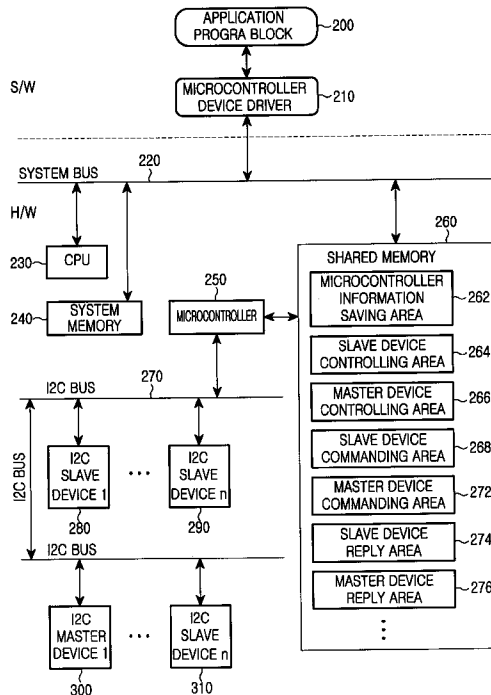 APPLICATION
PROGRA BLOCK
200
S/W
MICROCONTROLLER
DEVICE DRIVER
210
SYSTEM BUS
220
H/W
260
230
CPU
SHARED MEMORY
250
MICROCONTROLLER
INFORMATION
SAVING AREA
262
240
SYSTEM
MEMORY
MICROCONTROLLER
SLAVE DEVICE
CONTROLLING AREA
264
I2C BUS
270
MASTER DEVICE
CONTROLLING AREA
266
I2C BUS
I2C
SLAVE
DEVICE 1
280
...
I2C
SLAVE
DEVICE n
290
SLAVE DEVICE
COMMANDING AREA
268
MASTER DEVICE
COMMANDING AREA
272
I2C BUS
SLAVE DEVICE
REPLY AREA
274
MASTER DEVICE
REPLY AREA
276
I2C
MASTER
DEVICE 1
300
...
I2C
SLAVE
DEVICE n
310